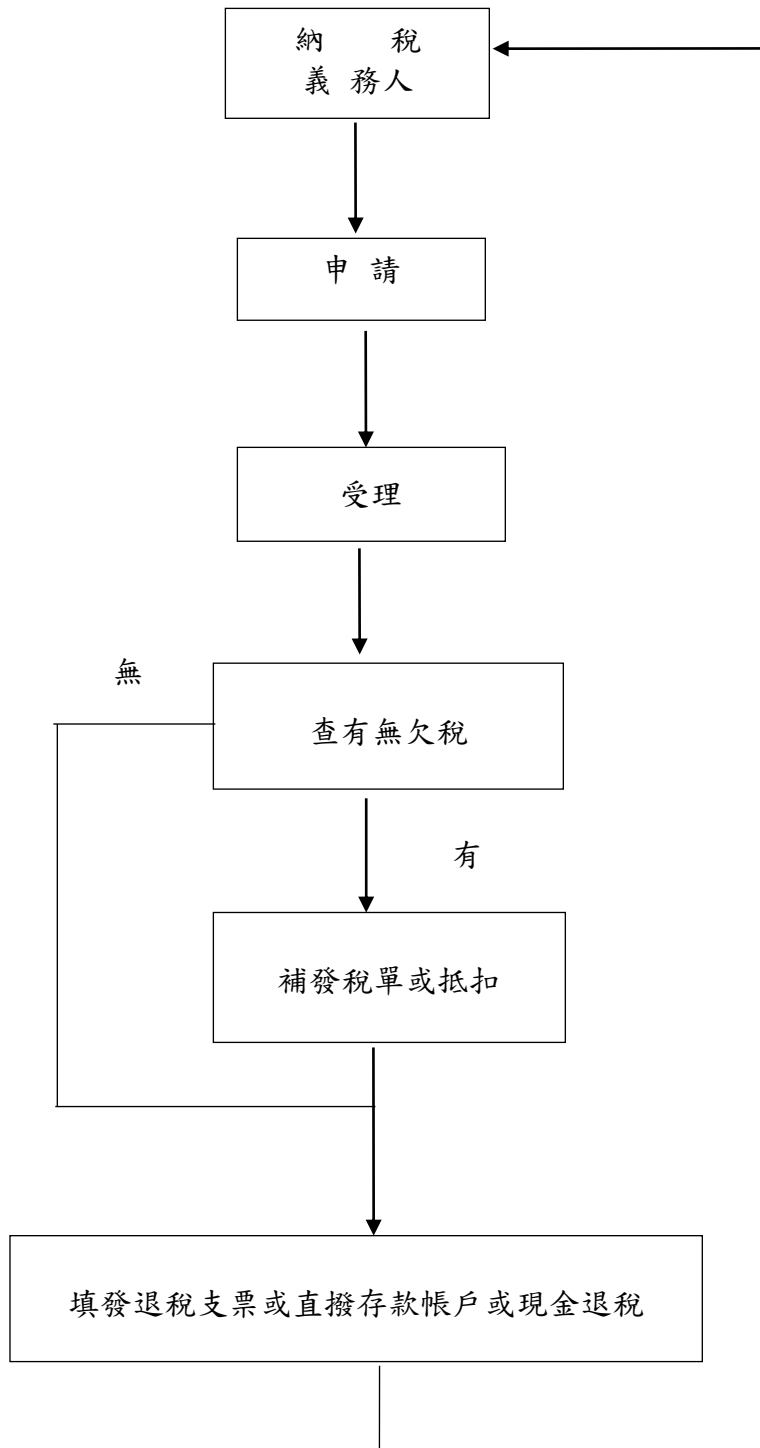 納 稅
義 務人
申 請
受理
無
查有無欠稅
有
補發稅單或抵扣
填發退稅支票或直撥存款帳戶或現金退稅